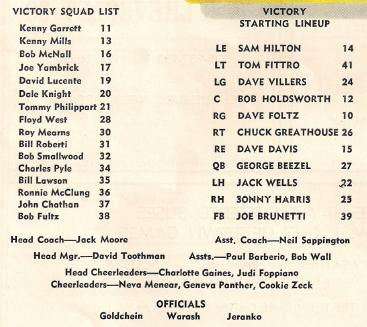 VICTORY SQUAD LIST
Kenny Garrett 11
Kenny Mills 13
Bob McNall 16
Joe Yambrick 17
David Lucente 19
Dale Knight 20
Tommy Philippart 21
Floyd West 28
Roy Mearns 30
Bill Roberti 31
Bob Smallwood 32
Charles Pyle 34
Bill Lawson 35
Ronnie McClung 36
John Chathan 37
Bob Fultz 38
VICTORY
STARTING LINEUP
LE SAM HILTON 14
LT TOM FITTRO 41
LG DAVE VILLERS 24
C BOB HOLDSWORTH 12
RG DAVE FOLTZ 10
RT CHUCK GREATHOUSE 26
RE DAVE DAVIS 15
QB GEORGE BEEZEL 27
LH JACK WELLS 22
RH SONNY HARRIS 25
FB JOE BRUNETTI 39
Head Coach—Jack Moore Asst. Coach—Neil Sappington
Head Mgr.—David Toothman Assts.—Paul Barberio, Bob Wall
Head Cheerleaders—Charlotte Gaines, Judi Foppiano
Cheerleaders—Neva Menear, Geneva Panther, Cookie Zeck
OFFICIALS
Goldchein Warash Jeranko